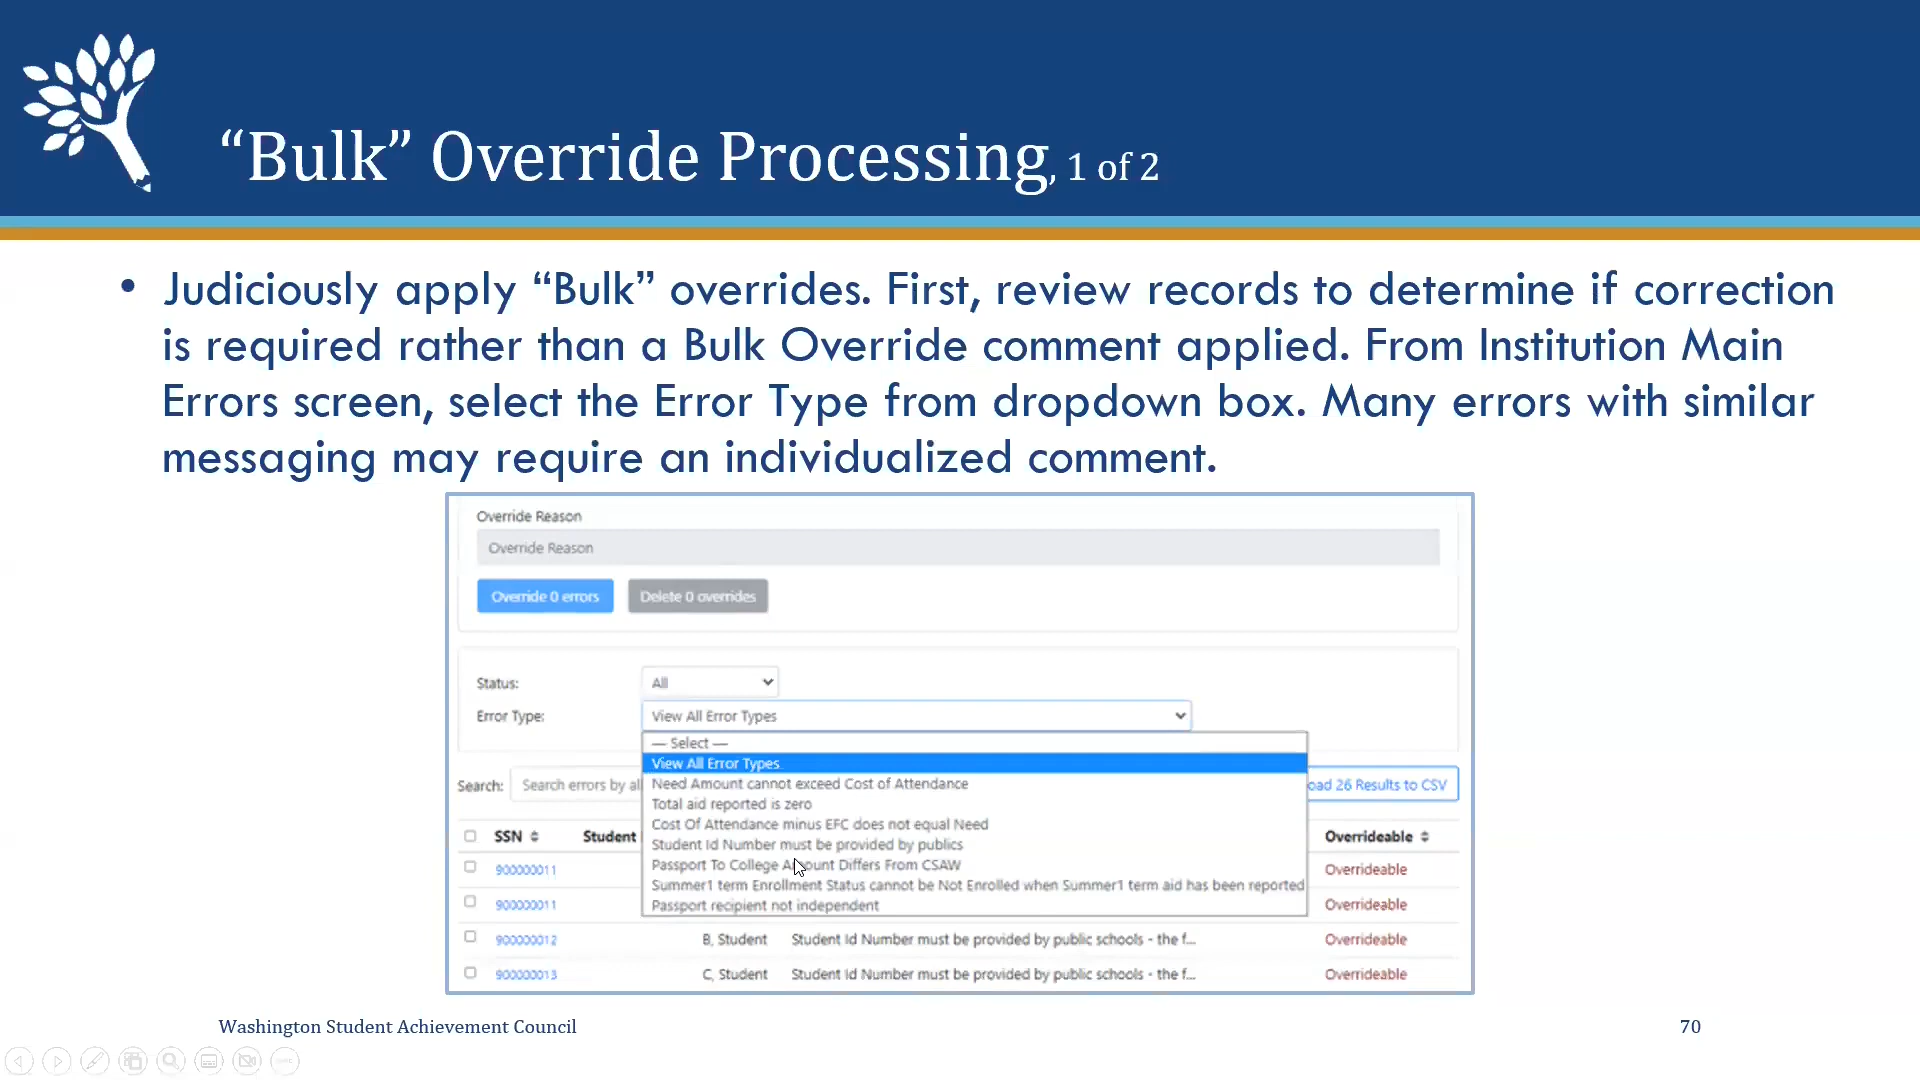 “Bulk” Override Processing, 1 of 2
• Judiciously apply “Bulk” overrides. First, review records to determine if correction
is required rather than a Bulk Override comment applied. From Institution Main
Errors screen, select the Error Type from dropdown box. Many errors with similar
messaging may require an individualized comment.
Override Reason
Override Reason
Override 0 errors Delete 0 overrides
Status: All
Error Type: View All Error Types
— Select —
View All Error Types
Need Amount cannot exceed Cost of Attendance
Total aid reported is zero
Cost Of Attendance minus EFC does not equal Need
Student Id Number must be provided by publics
Passport To College Amount Differs From CSAW
Summer1 term Enrollment Status cannot be Not Enrolled when Summer1 term aid has been reported
Passport recipient not independent
Search: Search errors by al oad 26 Results to CSV
SSN Student Overrideable
900000011 Overrideable
900000011 Overrideable
900000012 B, Student Student Id Number must be provided by public schools - the f... Overrideable
900000013 C, Student Student Id Number must be provided by public schools - the f... Overrideable
Washington Student Achievement Council 70